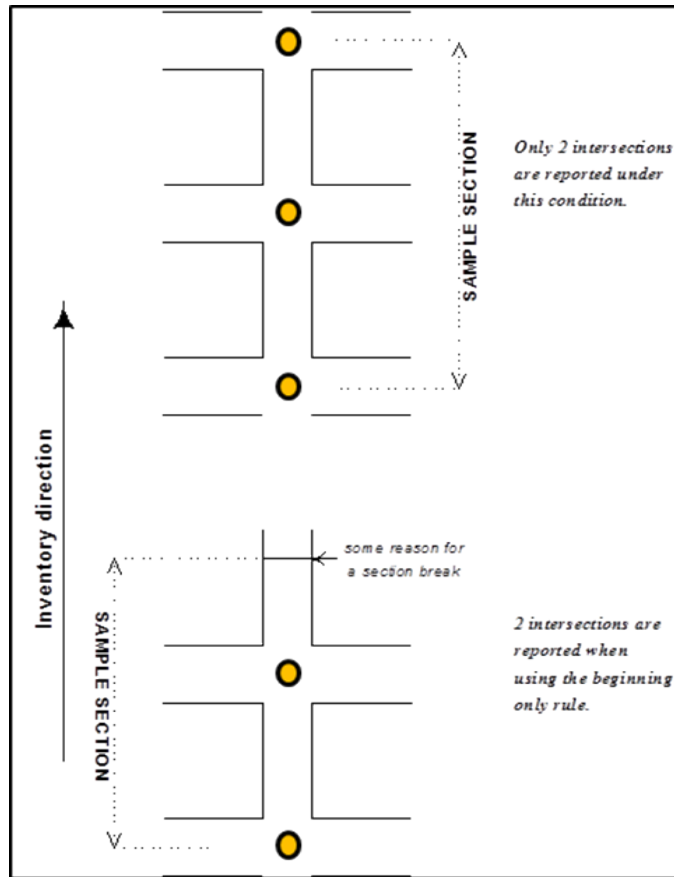 Only 2 intersections
are reported under
this condition.
SAMPLE SECTION
Inventory direction
some reason for
a section break
SAMPLE SECTION
2 intersections are
reported when
using the beginning
only rule.